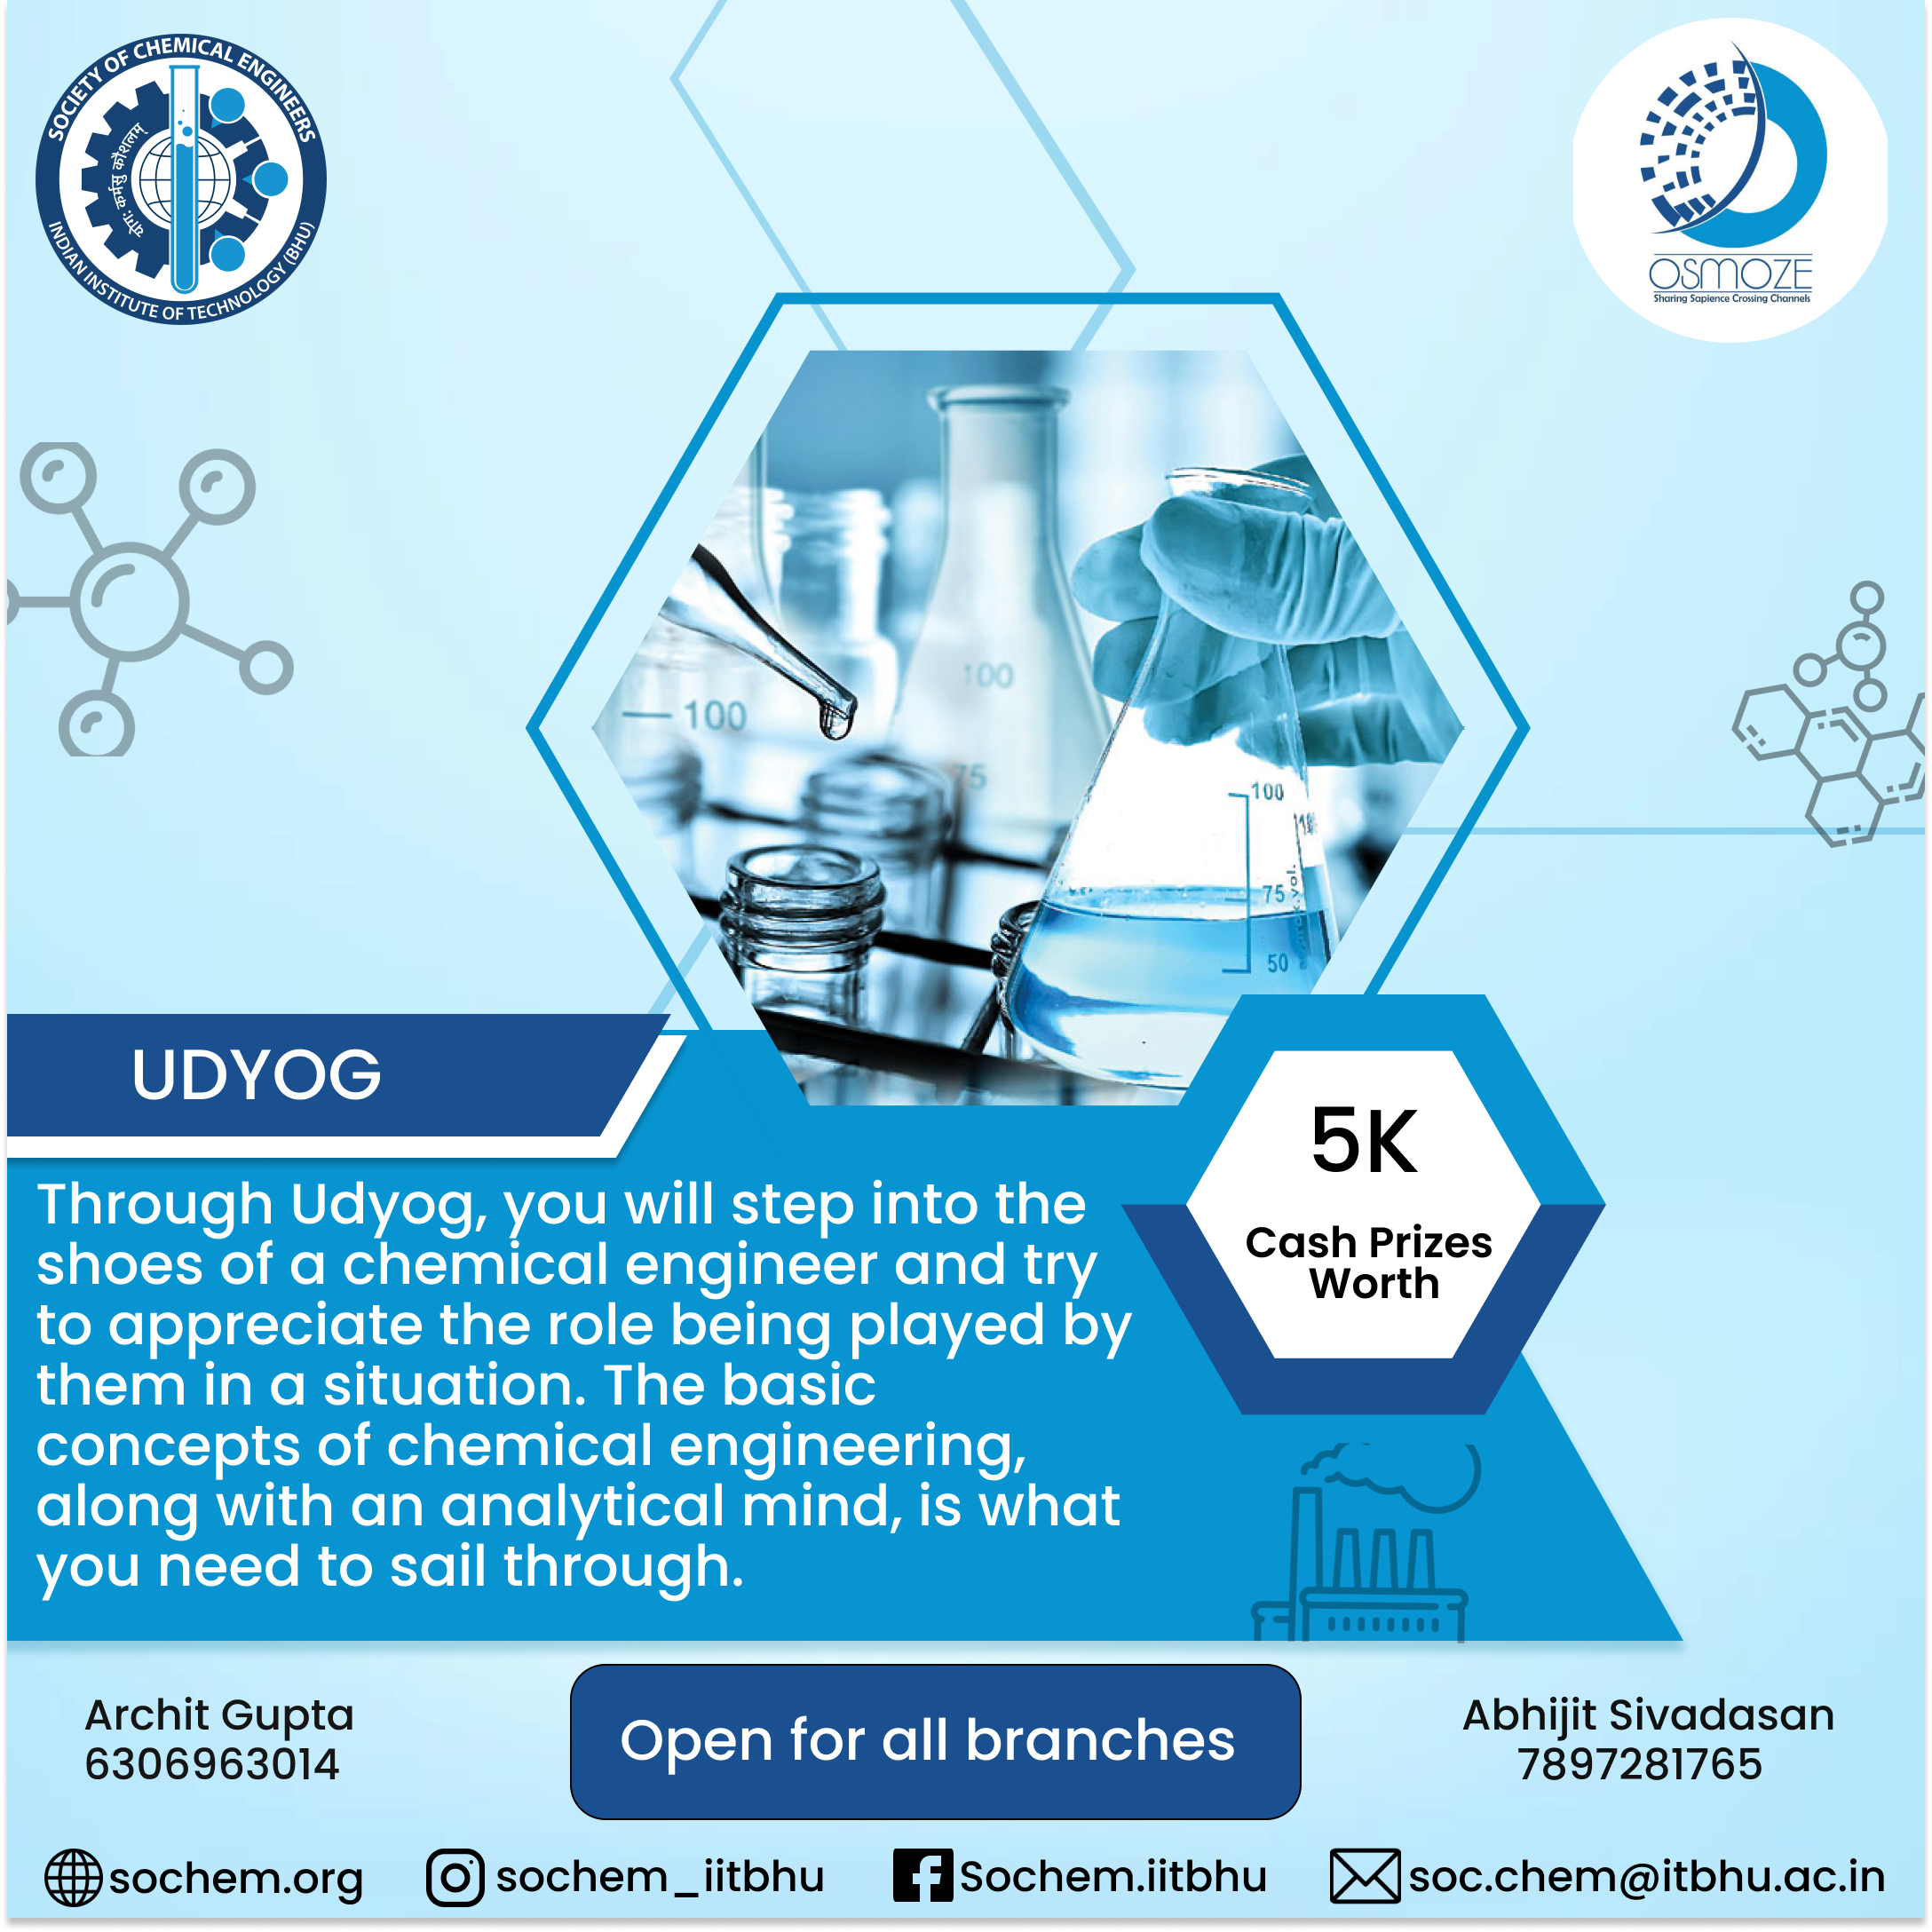 SOCIETY OF CHEMICAL ENGINEERS
योग: कर्मसु कौशलम्
INDIAN INSTITUTE OF TECHNOLOGY (BHU)
OSMOZE
Sharing Sapience Crossing Channels
100
100
75
100
75
50
UDYOG
5K
Cash Prizes
Worth
Through Udyog, you will step into the
shoes of a chemical engineer and try
to appreciate the role being played by
them in a situation. The basic
concepts of chemical engineering,
along with an analytical mind, is what
you need to sail through.
Archit Gupta
6306963014
Open for all branches
Abhijit Sivadasan
7897281765
sochem.org
sochem_iitbhu
Sochem.iitbhu
soc.chem@itbhu.ac.in